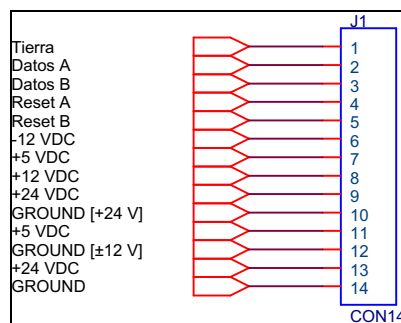 J1
Tierra 1
Datos A 2
Datos B 3
Reset A 4
Reset B 5
-12 VDC 6
+5 VDC 7
+12 VDC 8
+24 VDC 9
GROUND [+24 V] 10
+5 VDC 11
GROUND [±12 V] 12
+24 VDC 13
GROUND 14
CON14